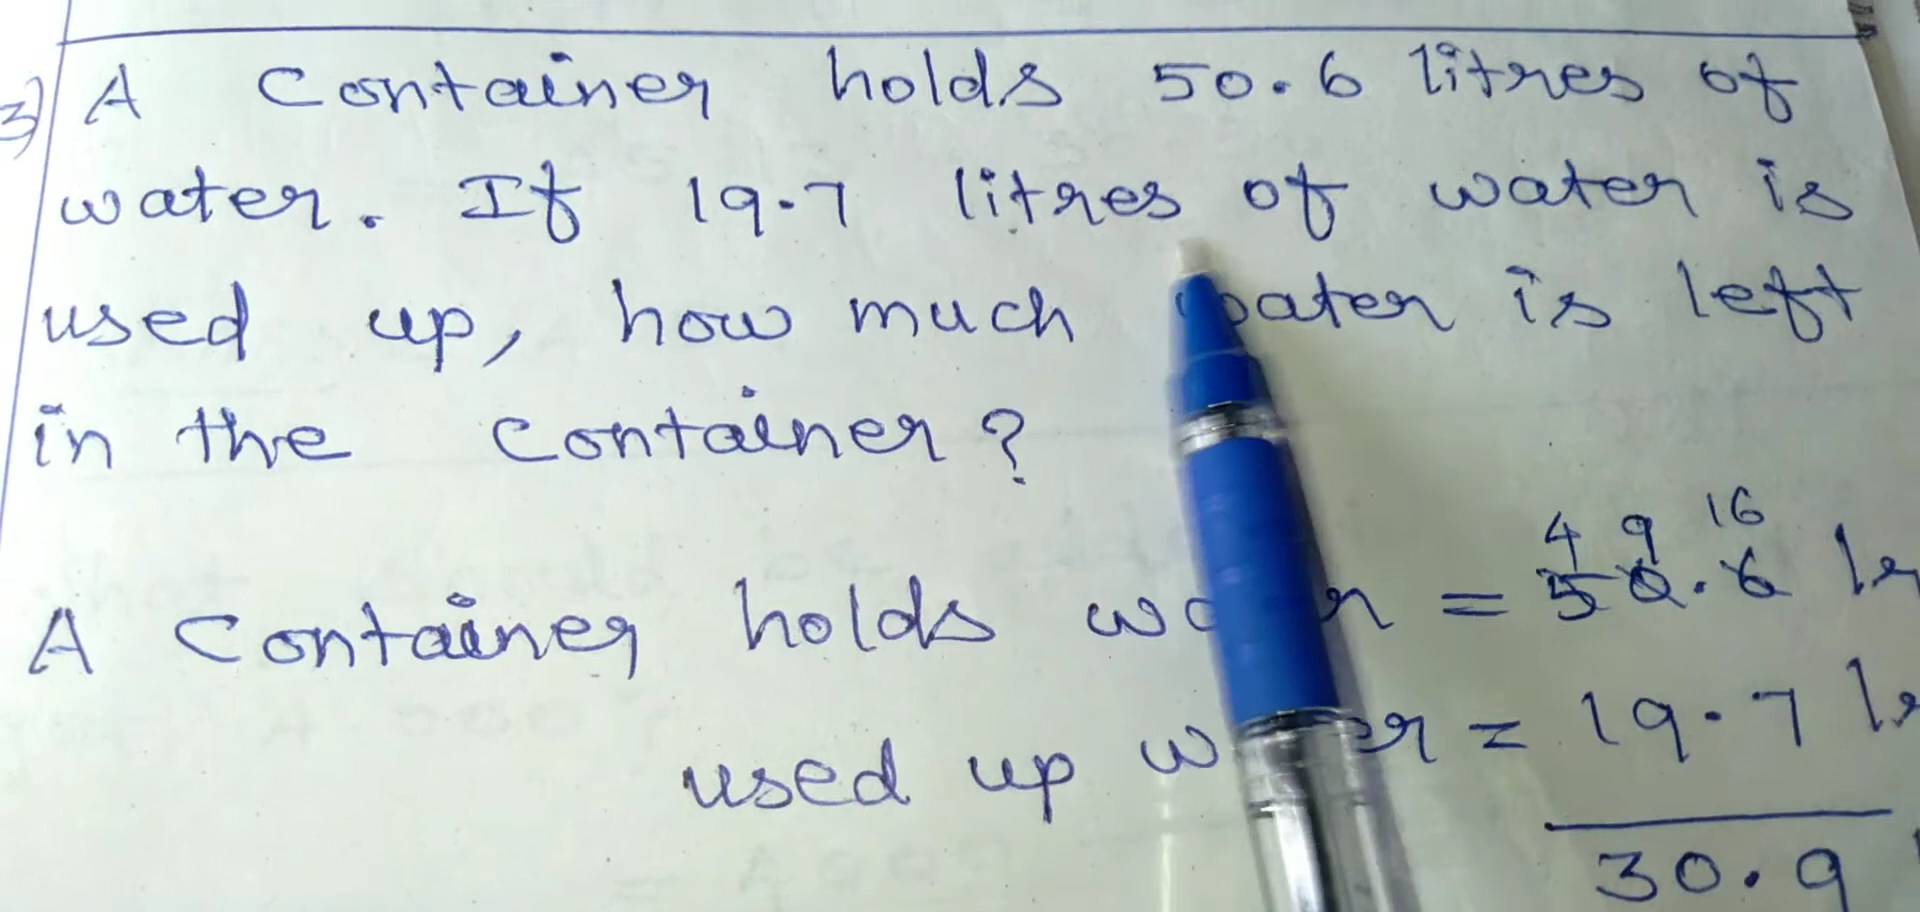 3) A Container holds 50.6 litres of
water. If 19.7 litres of water is
used up, how much water is left
in the container?
4 9 16
A Container holds = 50.6
used up = 19.7
30.9